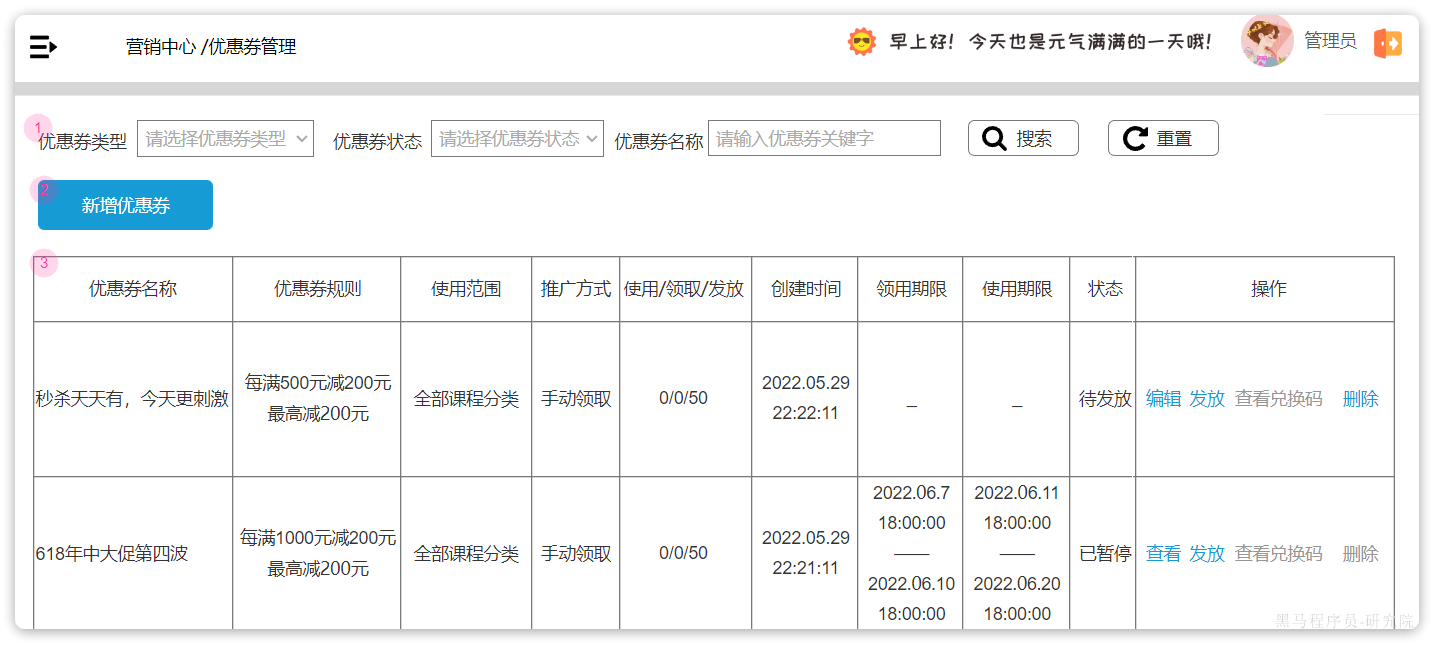 营销中心 /优惠券管理
早上好！今天也是元气满满的一天哦！
管理员
1
优惠券类型 请选择优惠券类型 优惠券状态 请选择优惠券状态 优惠券名称 请输入优惠券关键字 搜索 重置
2
新增优惠券
3
优惠券名称 优惠券规则 使用范围 推广方式 使用/领取/发放 创建时间 领用期限 使用期限 状态 操作
秒杀天天有，今天更刺激
每满500元减200元
最高减200元
全部课程分类
手动领取
0/0/50
2022.05.29
22:22:11
_
_
待发放
编辑 发放 查看兑换码 删除
618年中大促第四波
每满1000元减200元
最高减200元
全部课程分类
手动领取
0/0/50
2022.05.29
22:21:11
2022.06.7
18:00:00
——
2022.06.10
18:00:00
2022.06.11
18:00:00
——
2022.06.20
18:00:00
已暂停
查看 发放 查看兑换码 删除
黑马程序员-研究院